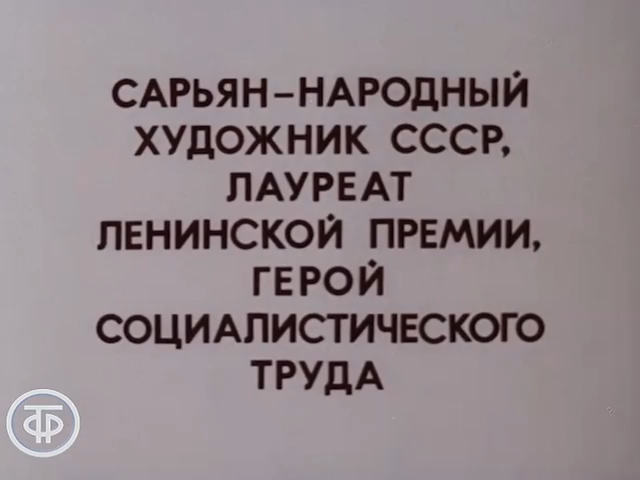 САРЬЯН–НАРОДНЫЙ
ХУДОЖНИК СССР,
ЛАУРЕАТ
ЛЕНИНСКОЙ ПРЕМИИ,
ГЕРОЙ
СОЦИАЛИСТИЧЕСКОГО
ТРУДА